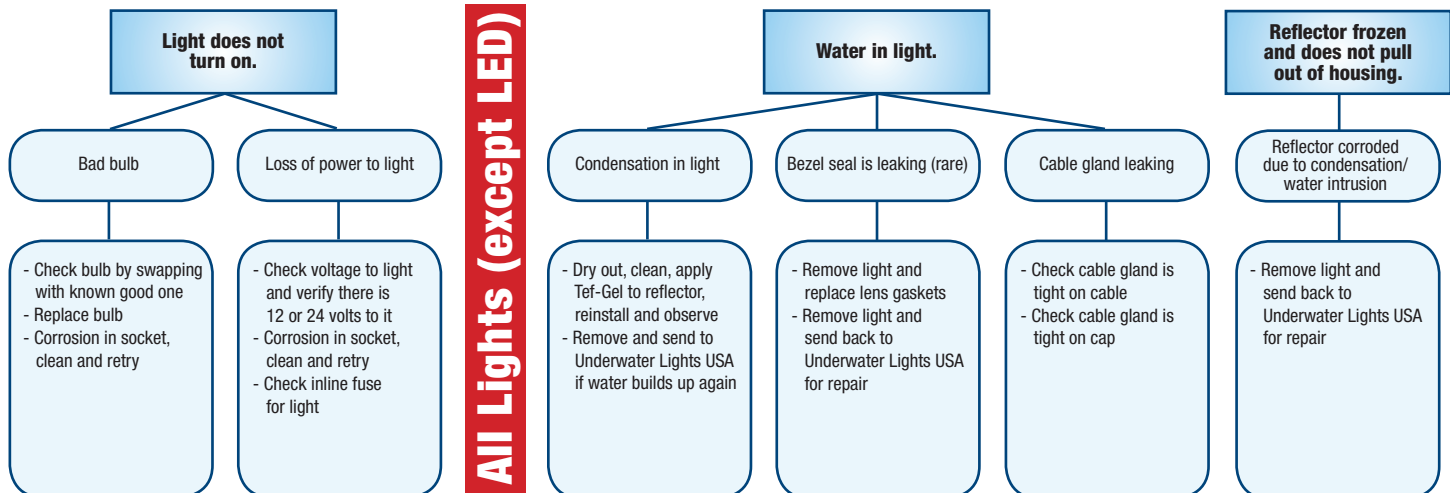 Light does not
turn on.
Bad bulb
- Check bulb by swapping
with known good one
- Replace bulb
- Corrosion in socket,
clean and retry
Loss of power to light
- Check voltage to light
and verify there is
12 or 24 volts to it
- Corrosion in socket,
clean and retry
- Check inline fuse
for light
All Lights (except LED)
Water in light.
Condensation in light
- Dry out, clean, apply
Tef-Gel to reflector,
reinstall and observe
- Remove and send to
Underwater Lights USA
if water builds up again
Bezel seal is leaking (rare)
- Remove light and
replace lens gaskets
- Remove light and
send back to
Underwater Lights USA
for repair
Cable gland leaking
- Check cable gland is
tight on cable
- Check cable gland is
tight on cap
Reflector frozen
and does not pull
out of housing.
Reflector corroded
due to condensation/
water intrusion
- Remove light and
send back to
Underwater Lights USA
for repair